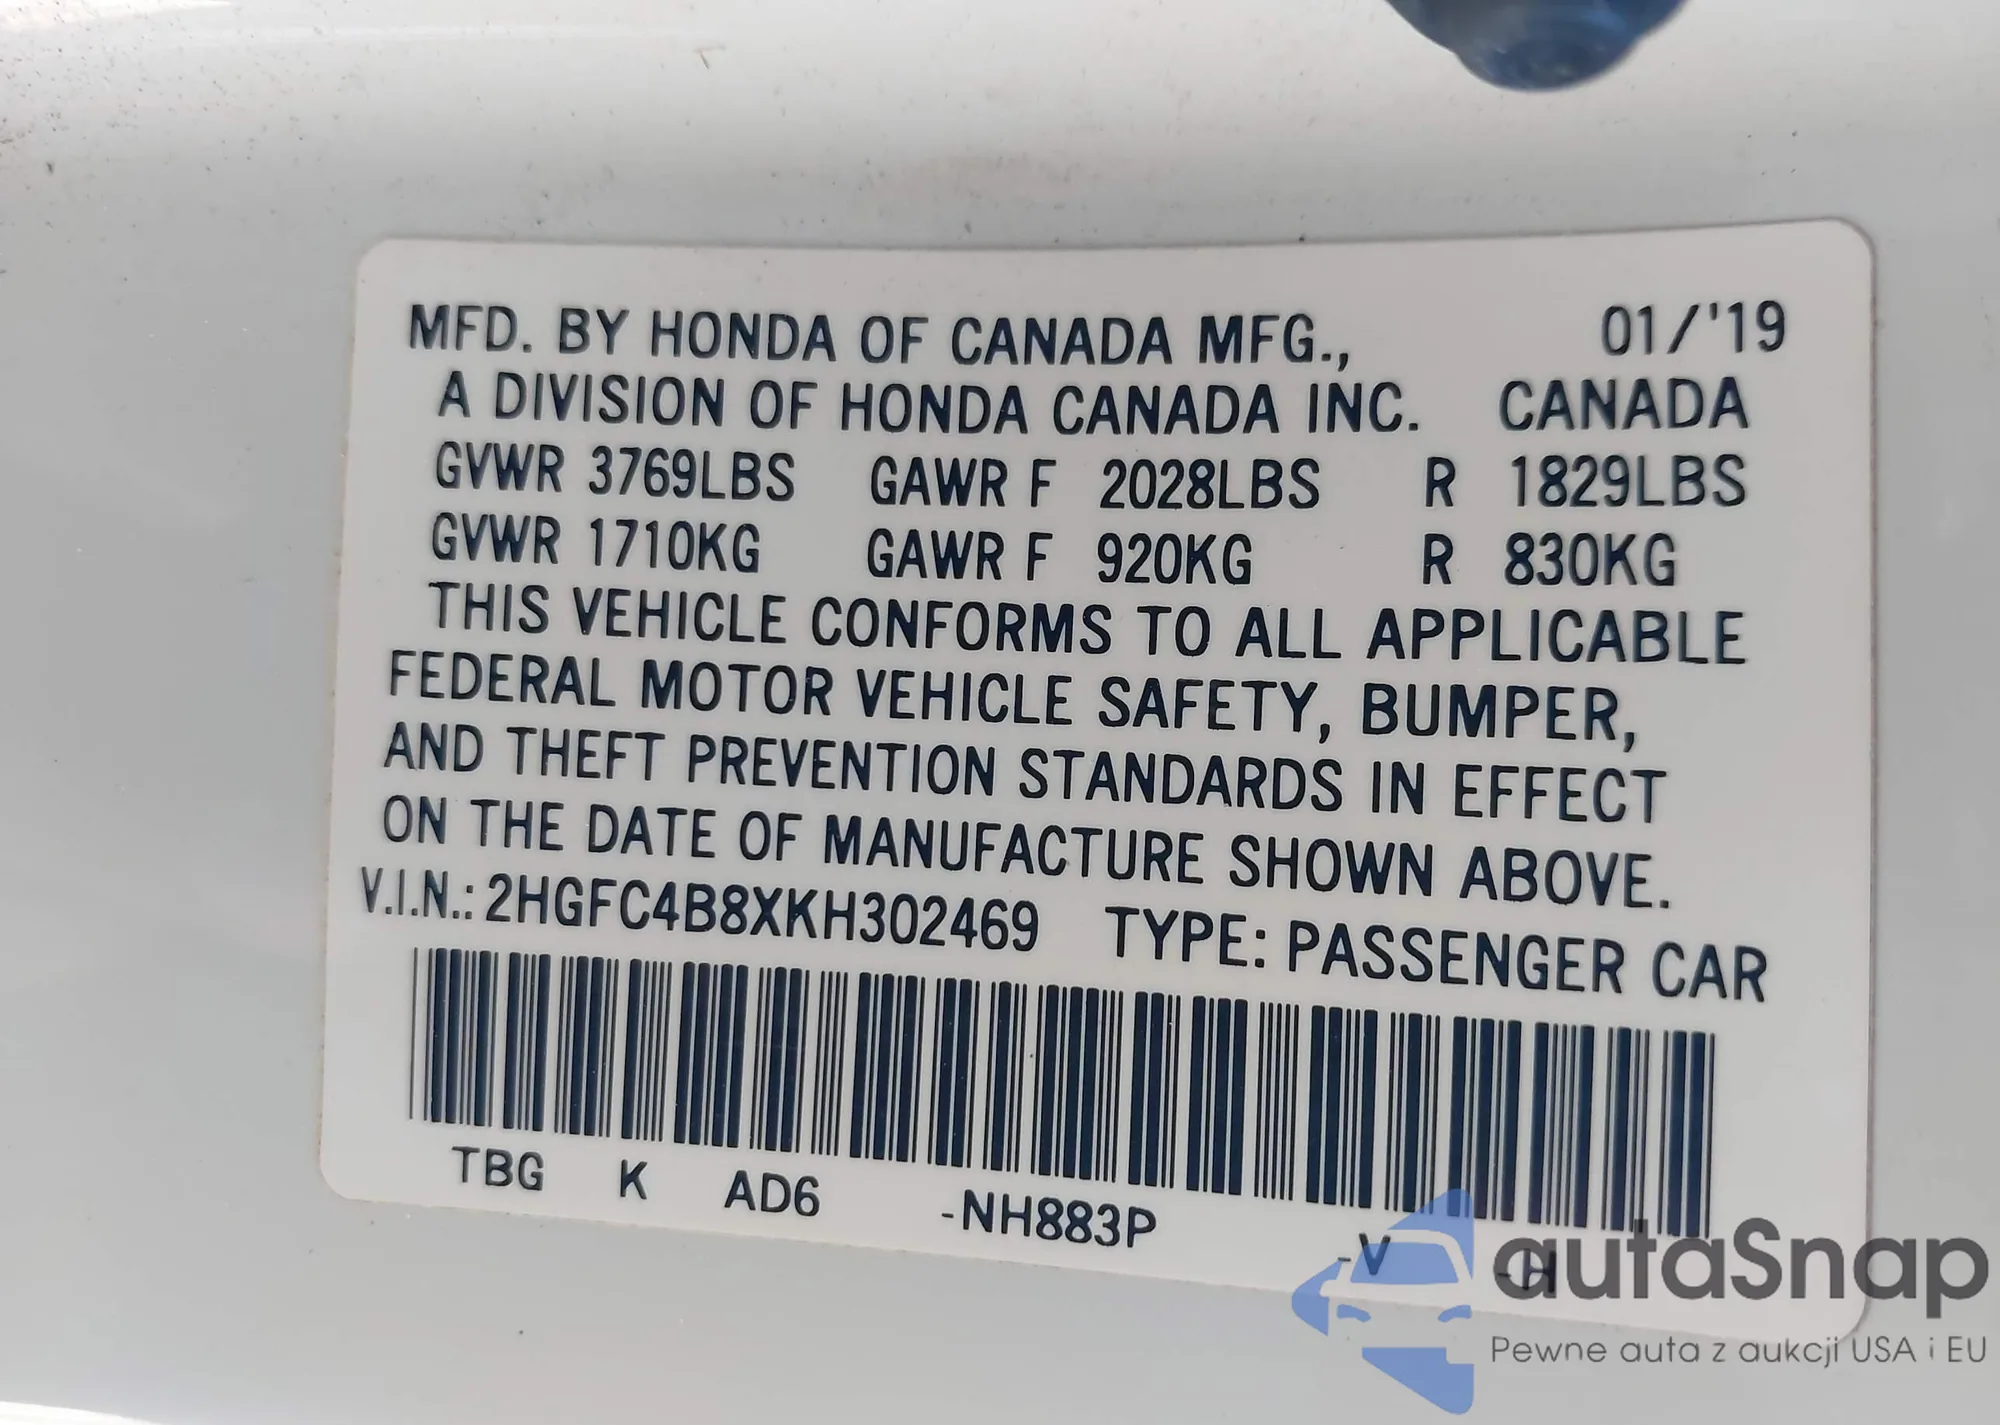 MFD. BY HONDA OF CANADA MFG., 01/'19
A DIVISION OF HONDA CANADA INC. CANADA
GVWR 3769LBS GAWR F 2028LBS R 1829LBS
GVWR 1710KG GAWR F 920KG R 830KG
THIS VEHICLE CONFORMS TO ALL APPLICABLE
FEDERAL MOTOR VEHICLE SAFETY, BUMPER,
AND THEFT PREVENTION STANDARDS IN EFFECT
ON THE DATE OF MANUFACTURE SHOWN ABOVE.
V.I.N.: 2HGFC4B8XKH302469 TYPE: PASSENGER CAR
TBG K AD6 -NH883P -V -H
autaSnap
Pewne auta z aukcji USA i EU